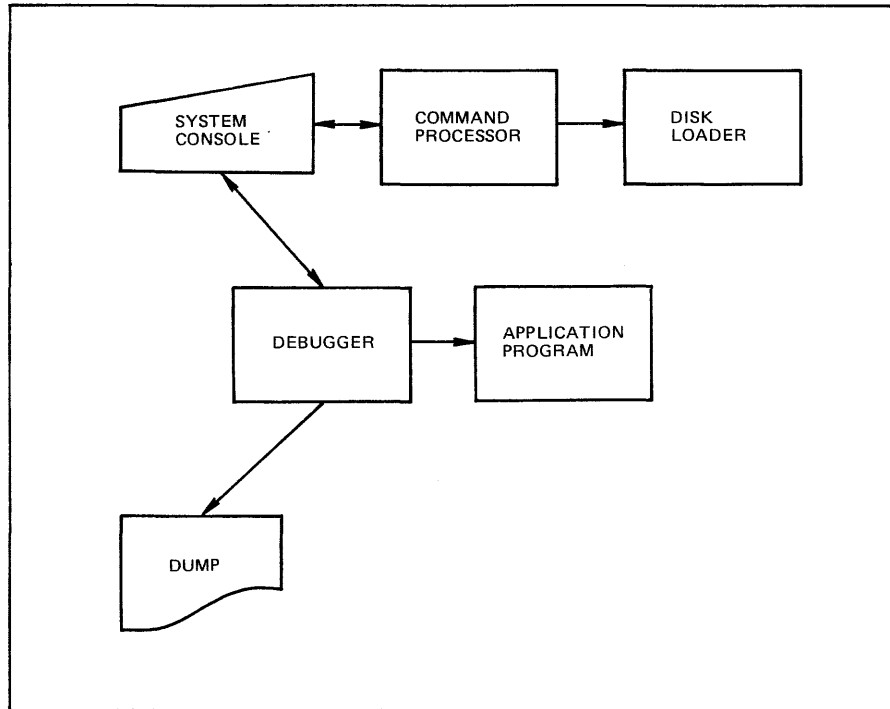 SYSTEM
CONSOLE
COMMAND
PROCESSOR
DISK
LOADER
DEBUGGER
APPLICATION
PROGRAM
DUMP